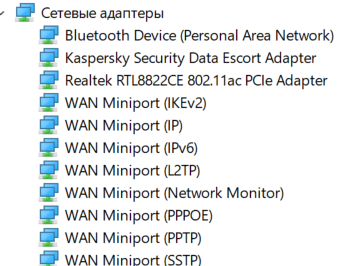 Сетевые адаптеры
Bluetooth Device (Personal Area Network)
Kaspersky Security Data Escort Adapter
Realtek RTL8822CE 802.11ac PCIe Adapter
WAN Miniport (IKEv2)
WAN Miniport (IP)
WAN Miniport (IPv6)
WAN Miniport (L2TP)
WAN Miniport (Network Monitor)
WAN Miniport (PPPOE)
WAN Miniport (PPTP)
WAN Miniport (SSTP)